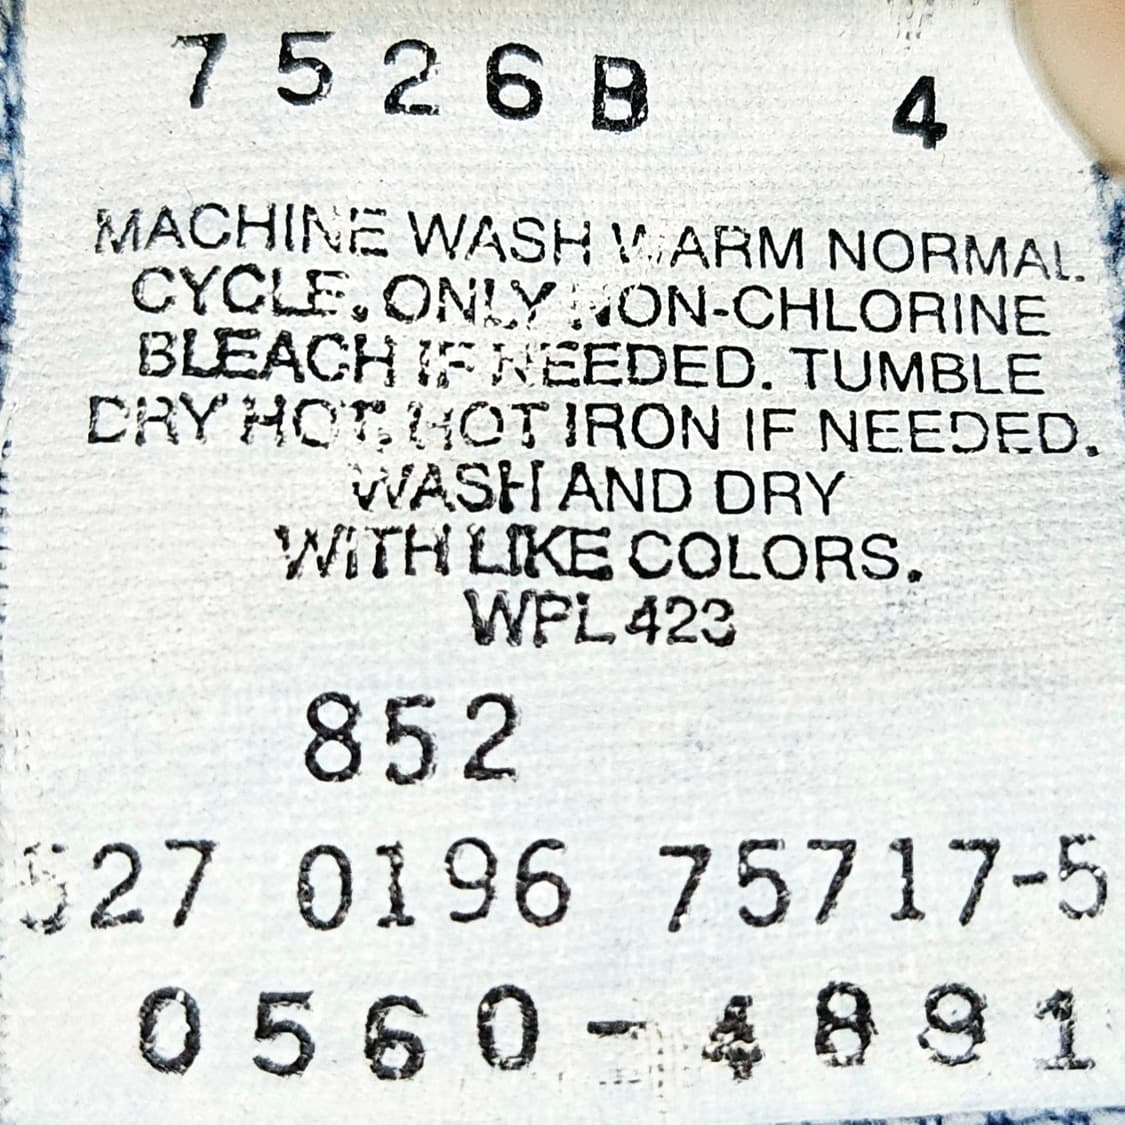 7526B 4
MACHINE WASH WARM NORMAL
CYCLE. ONLY NON-CHLORINE
BLEACH IF NEEDED. TUMBLE
DRY HOT. HOT IRON IF NEEDED.
WASH AND DRY
WITH LIKE COLORS.
WPL 423
852
527 0196 75717-5
0560-4891